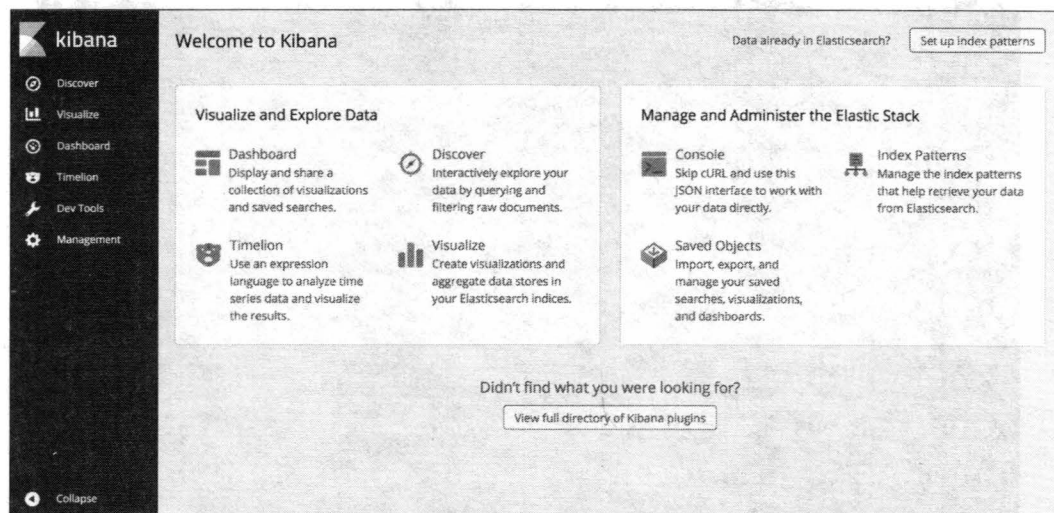 kibana
Discover
Visualize
Dashboard
Timelion
Dev Tools
Management
Collapse
Welcome to Kibana
Data already in Elasticsearch?
Set up index patterns
Visualize and Explore Data
Dashboard
Display and share a
collection of visualizations
and saved searches.
Discover
Interactively explore your
data by querying and
filtering raw documents.
Timelion
Use an expression
language to analyze time
series data and visualize
the results.
Visualize
Create visualizations and
aggregate data stores in
your Elasticsearch indices.
Manage and Administer the Elastic Stack
Console
Skip cURL and use this
JSON interface to work with
your data directly.
Index Patterns
Manage the index patterns
that help retrieve your data
from Elasticsearch.
Saved Objects
Import, export, and
manage your saved
searches, visualizations,
and dashboards.
Didn't find what you were looking for?
View full directory of Kibana plugins